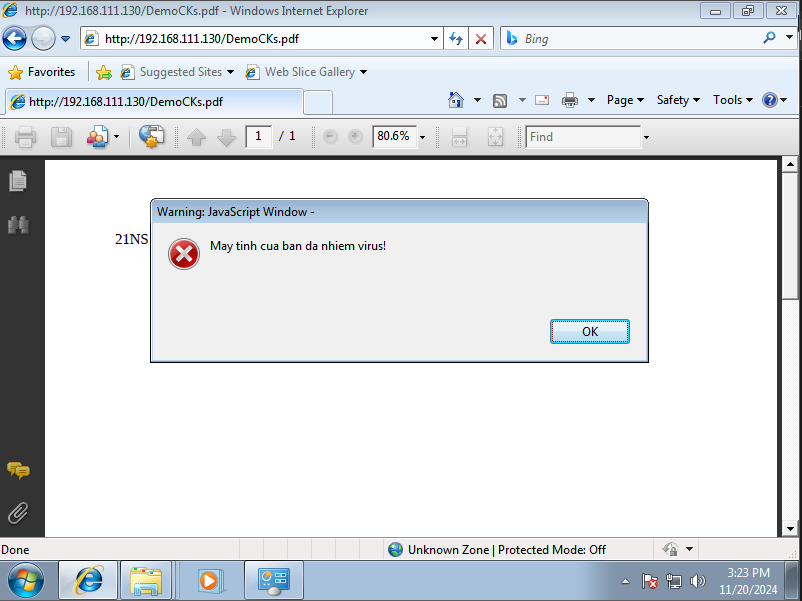 http://192.168.111.130/DemoCKs.pdf - Windows Internet Explorer
http://192.168.111.130/DemoCKs.pdf
Bing
Favorites
Suggested Sites
Web Slice Gallery
http://192.168.111.130/DemoCKs.pdf
Page
Safety
Tools
1 / 1
80.6%
Find
Warning: JavaScript Window -
21NS
May tinh cua ban da nhiem virus!
OK
Done
Unknown Zone | Protected Mode: Off
3:23 PM
11/20/2024